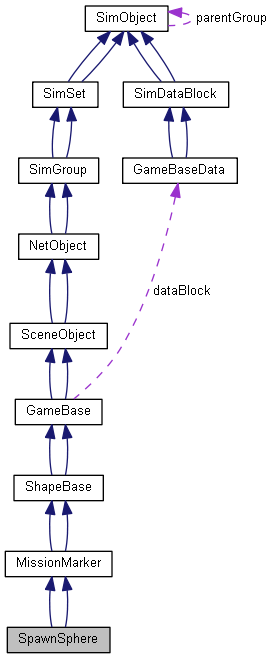 SimObject
parentGroup
SimSet
SimDataBlock
SimGroup
GameBaseData
NetObject
dataBlock
SceneObject
GameBase
ShapeBase
MissionMarker
SpawnSphere